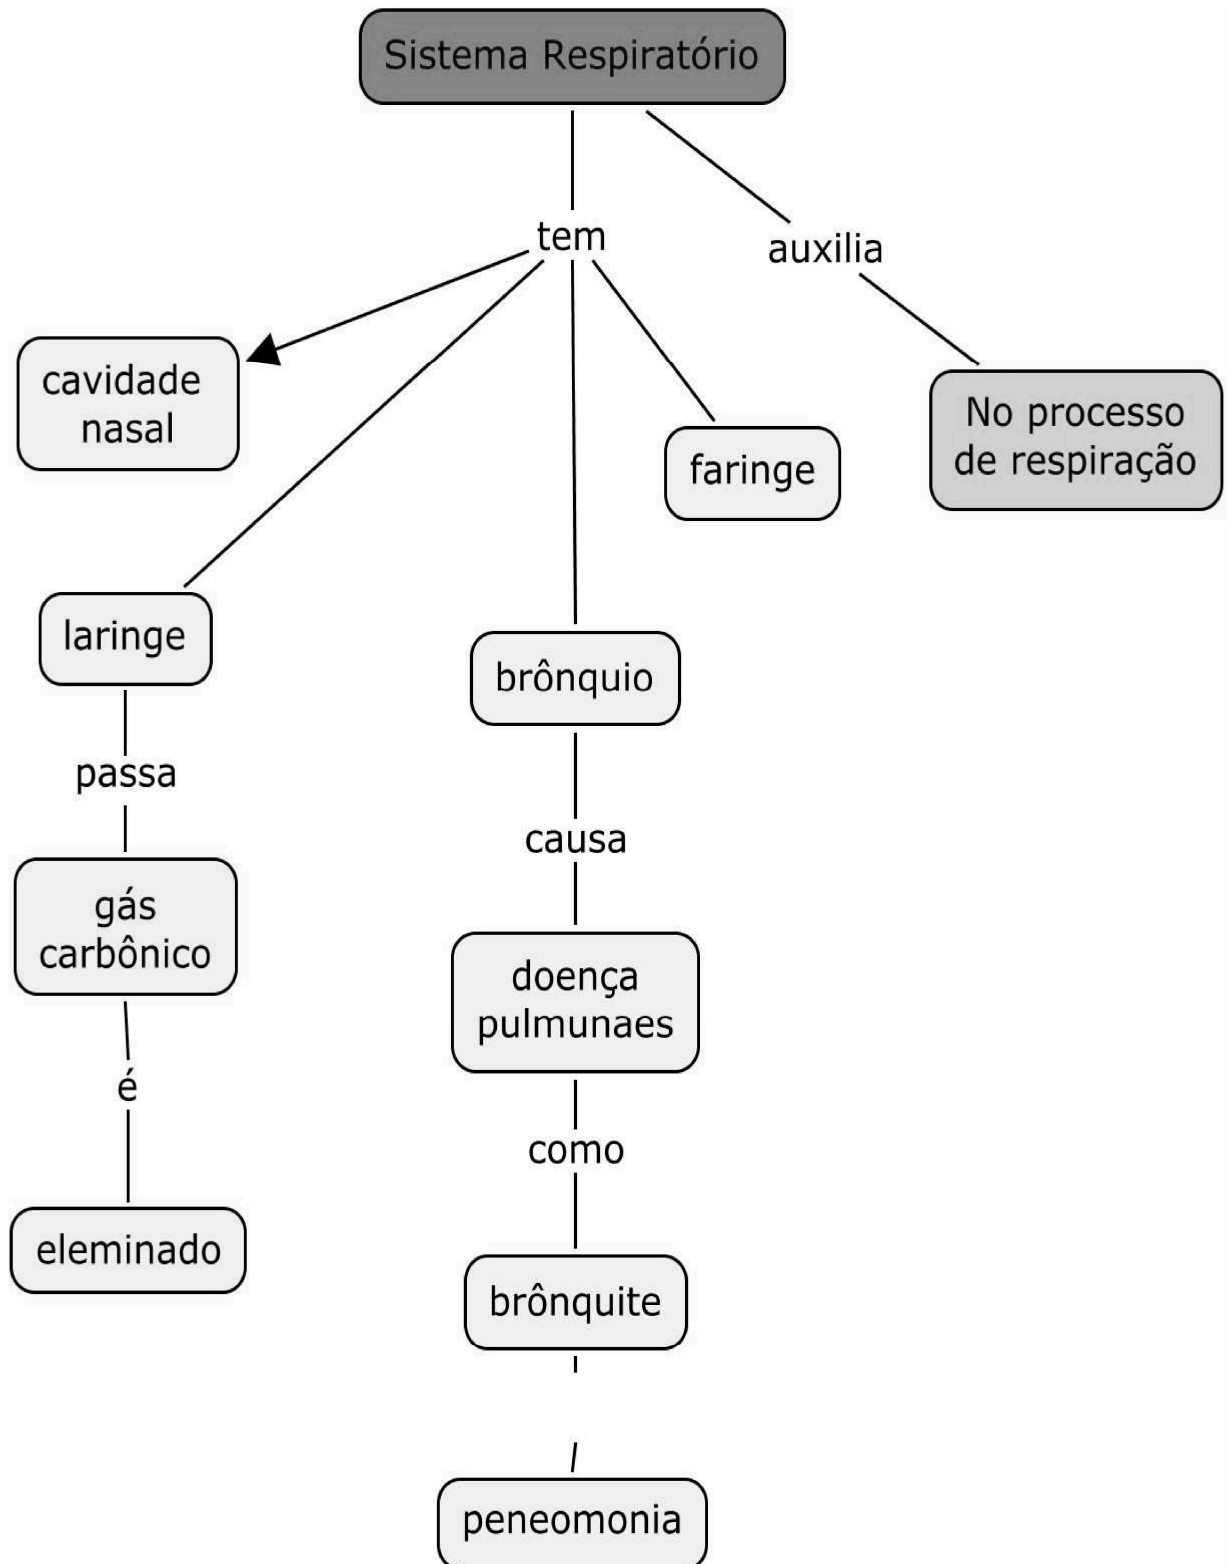 Sistema Respiratório
tem
auxilia
cavidade
nasal
No processo
de respiração
faringe
laringe
brônquio
passa
causa
gás
carbônico
doença
pulmunaes
é
como
eleminado
brônquite
peneomonia